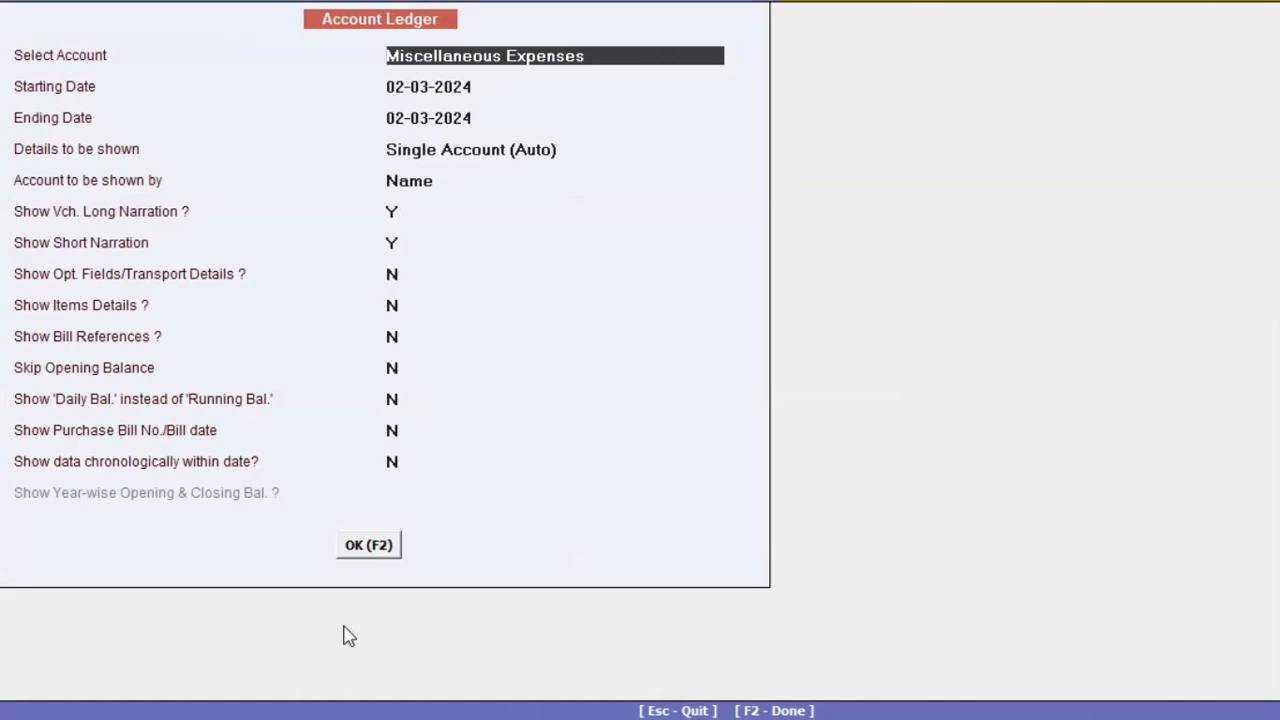 Account Ledger
Select Account Miscellaneous Expenses
Starting Date 02-03-2024
Ending Date 02-03-2024
Details to be shown Single Account (Auto)
Account to be shown by Name
Show Vch. Long Narration ? Y
Show Short Narration Y
Show Opt. Fields/Transport Details ? N
Show Items Details ? N
Show Bill References ? N
Skip Opening Balance N
Show 'Daily Bal.' instead of 'Running Bal.' N
Show Purchase Bill No./Bill date N
Show data chronologically within date? N
Show Year-wise Opening & Closing Bal. ?
OK (F2)
[ Esc - Quit ] [ F2 - Done ]